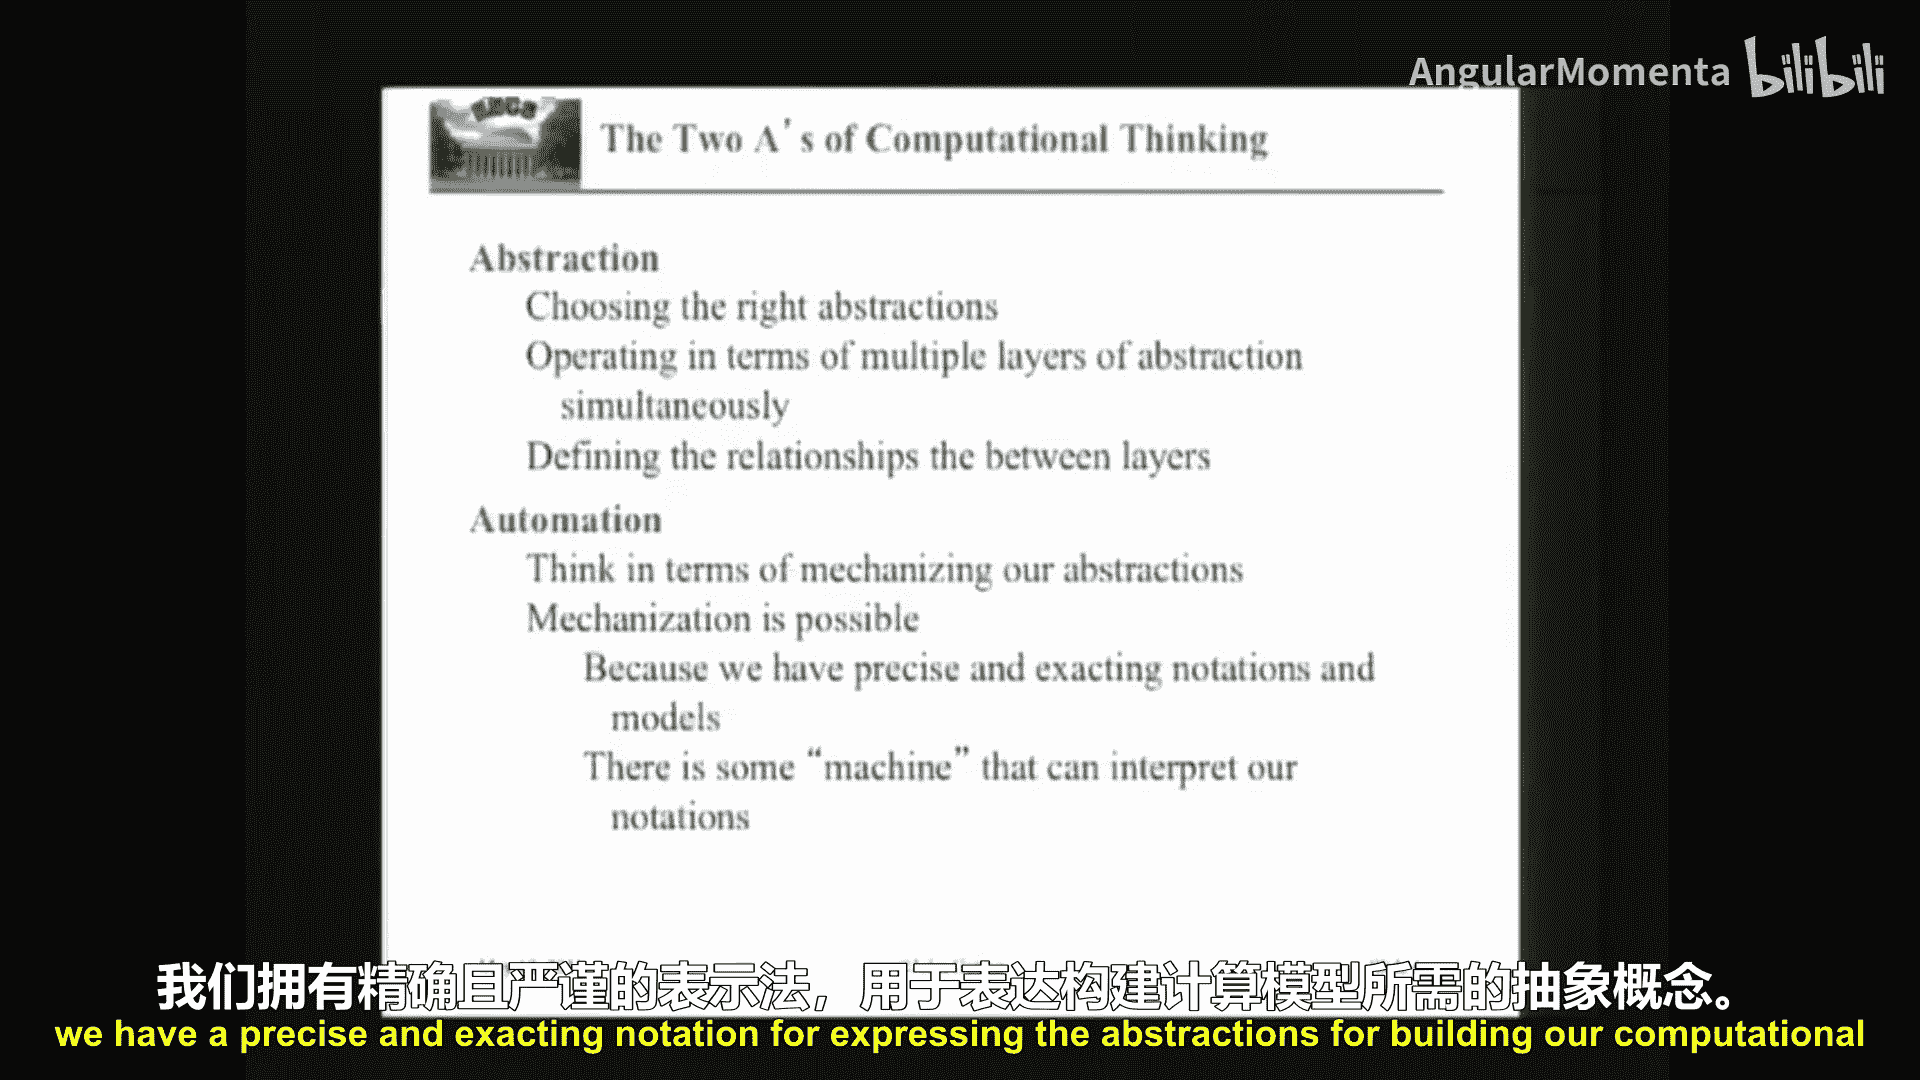 AngularMomenta bilibili
The Two A's of Computational Thinking
Abstraction
Choosing the right abstractions
Operating in terms of multiple layers of abstraction
simultaneously
Defining the relationships the between layers
Automation
Think in terms of mechanizing our abstractions
Mechanization is possible
Because we have precise and exacting notations and
models
There is some “machine” that can interpret our
notations
我们拥有精确且严谨的表示法，用于表达构建计算模型所需的抽象概念。
we have a precise and exacting notation for expressing the abstractions for building our computational